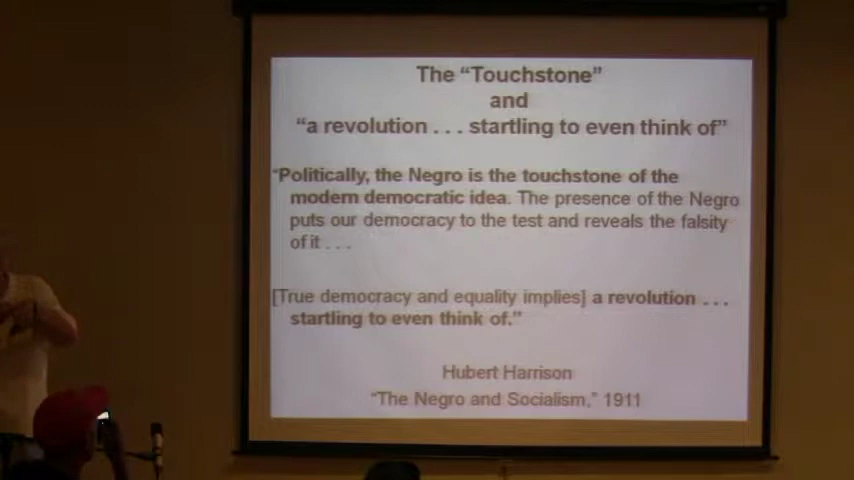 The “Touchstone”
and
“a revolution . . . startling to even think of”
“Politically, the Negro is the touchstone of the
modern democratic idea. The presence of the Negro
puts our democracy to the test and reveals the falsity
of it . . .
[True democracy and equality implies] a revolution . . .
startling to even think of.”
Hubert Harrison
“The Negro and Socialism,” 1911